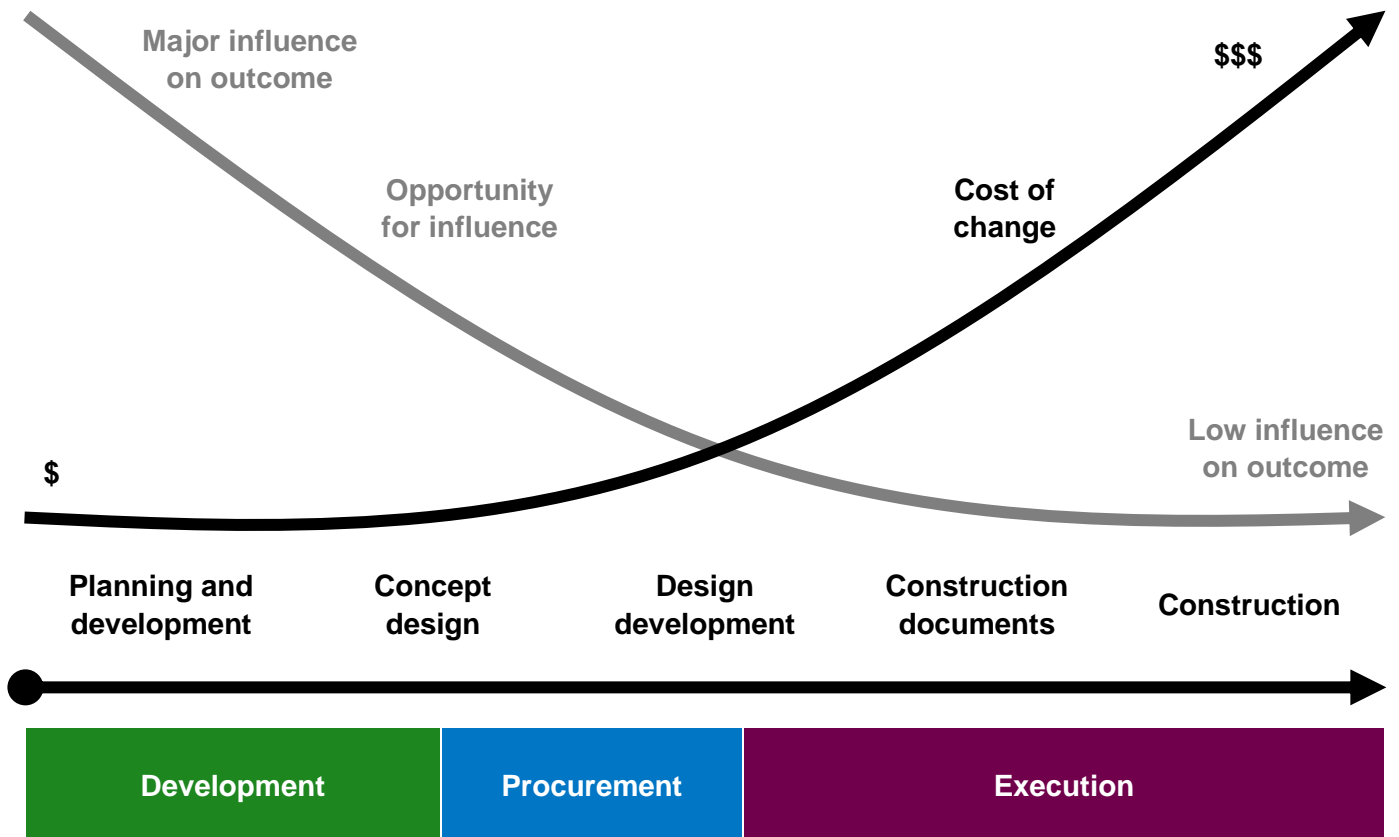 Major influence
on outcome
$$$
Opportunity
for influence
Cost of
change
Low influence
on outcome
$
Planning and
development
Concept
design
Design
development
Construction
documents
Construction
Development
Procurement
Execution